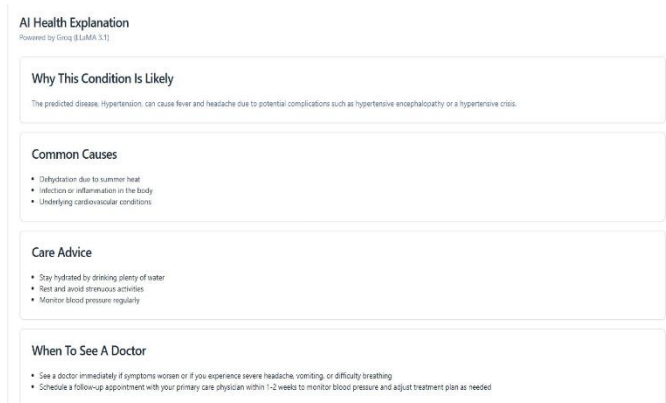 AI Health Explanation
Powered by Groq (LLaMA 3.1)
Why This Condition Is Likely
The predicted disease, Hypertension, can cause fever and headache due to potential complications such as hypertensive encephalopathy or a hypertensive crisis.
Common Causes
• Dehydration due to summer heat
• Infection or inflammation in the body
• Underlying cardiovascular conditions
Care Advice
• Stay hydrated by drinking plenty of water
• Rest and avoid strenuous activities
• Monitor blood pressure regularly
When To See A Doctor
• See a doctor immediately if symptoms worsen or if you experience severe headache, vomiting, or difficulty breathing
• Schedule a follow-up appointment with your primary care physician within 1-2 weeks to monitor blood pressure and adjust treatment plan as needed